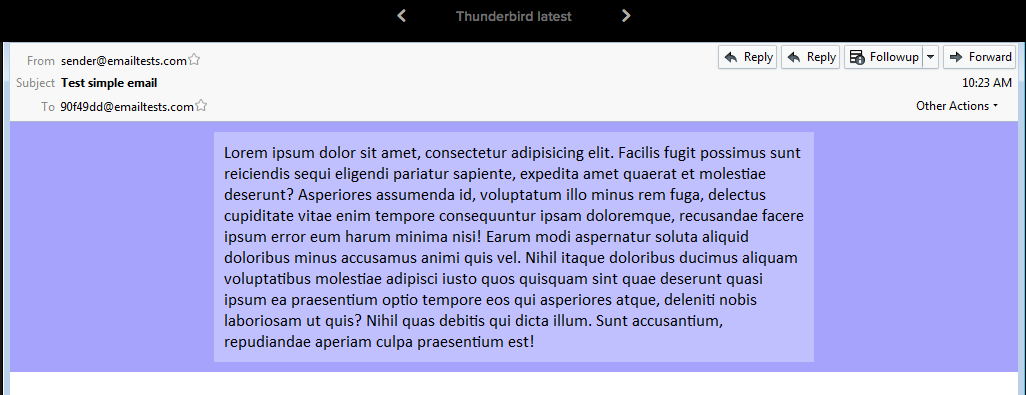 Thunderbird latest
From sender@emailtests.com
Reply Reply Followup Forward
Subject Test simple email
10:23 AM
To 90f49dd@emailtests.com
Other Actions
Lorem ipsum dolor sit amet, consectetur adipisicing elit. Facilis fugit possimus sunt
reiciendis sequi eligendi pariatur sapiente, expedita amet quaerat et molestiae
deserunt? Asperiores assumenda id, voluptatum illo minus rem fuga, delectus
cupiditate vitae enim tempore consequuntur ipsam doloremque, recusandae facere
ipsum error eum harum minima nisi! Earum modi aspernatur soluta aliquid
doloribus minus accusamus animi quis vel. Nihil itaque doloribus ducimus aliquam
voluptatibus molestiae adipisci iusto quos quisquam sint quae deserunt quasi
ipsum ea praesentium optio tempore eos qui asperiores atque, deleniti nobis
laboriosam ut quis? Nihil quas debitis qui dicta illum. Sunt accusantium,
repudiandae aperiam culpa praesentium est!